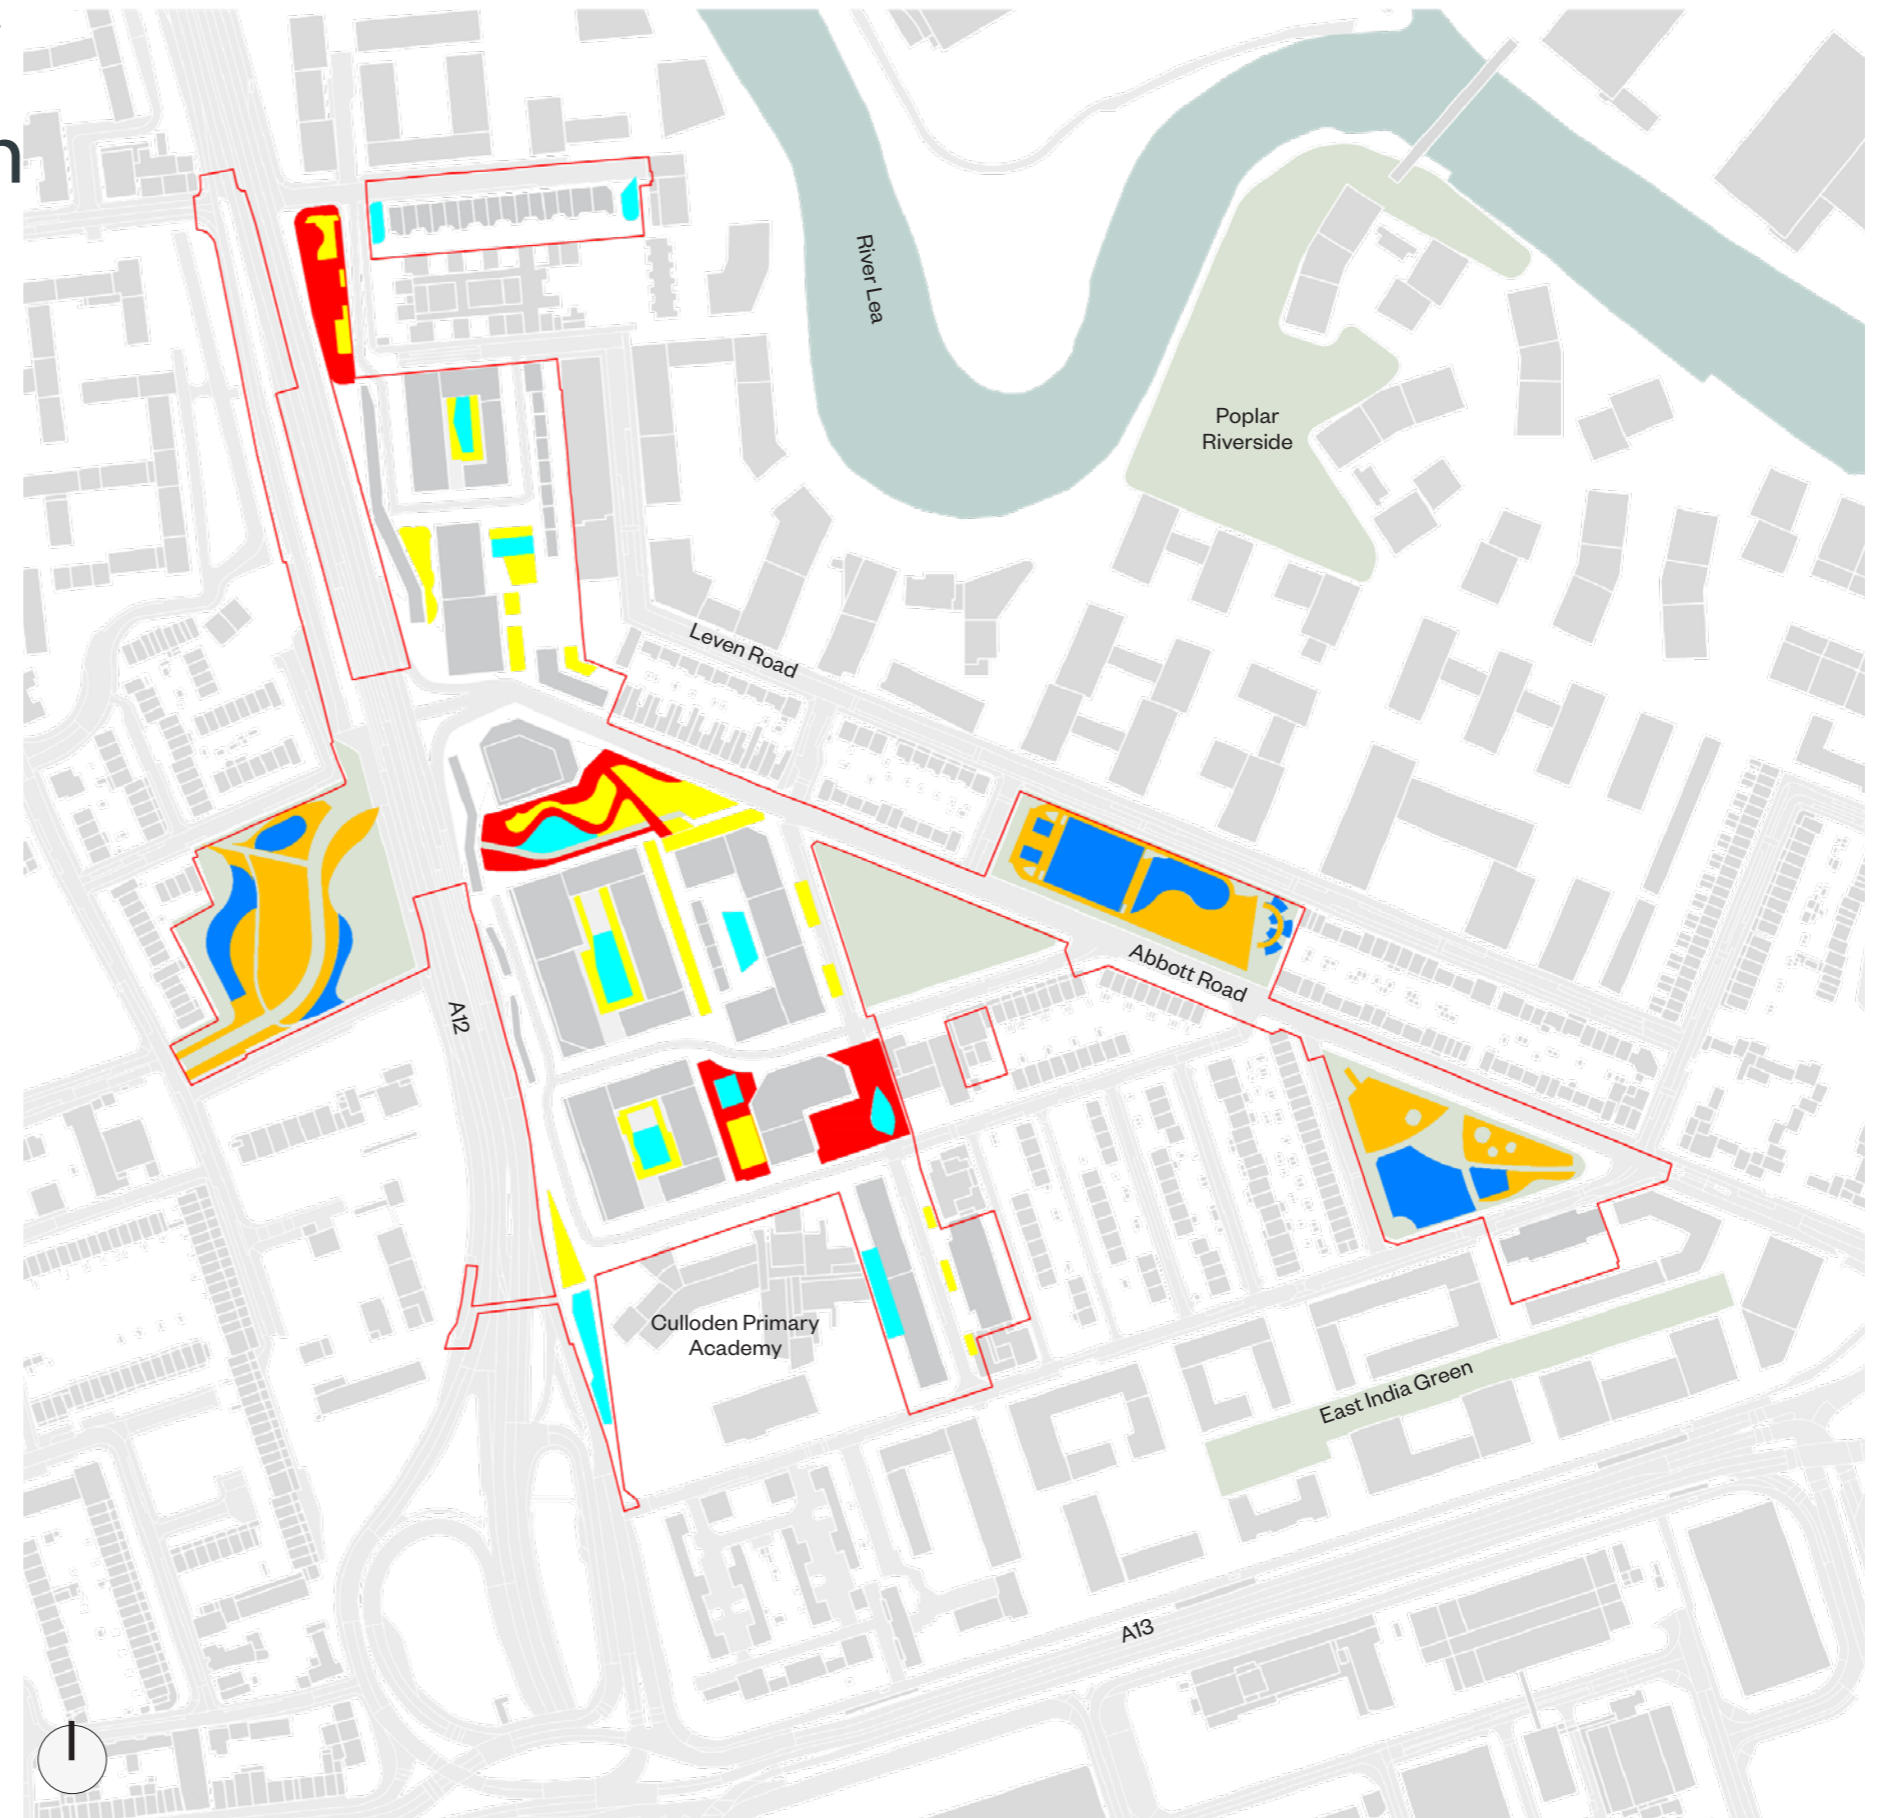 n
River Lea
Poplar
Riverside
Leven Road
Abbott Road
A12
Culloden Primary
Academy
East India Green
A13